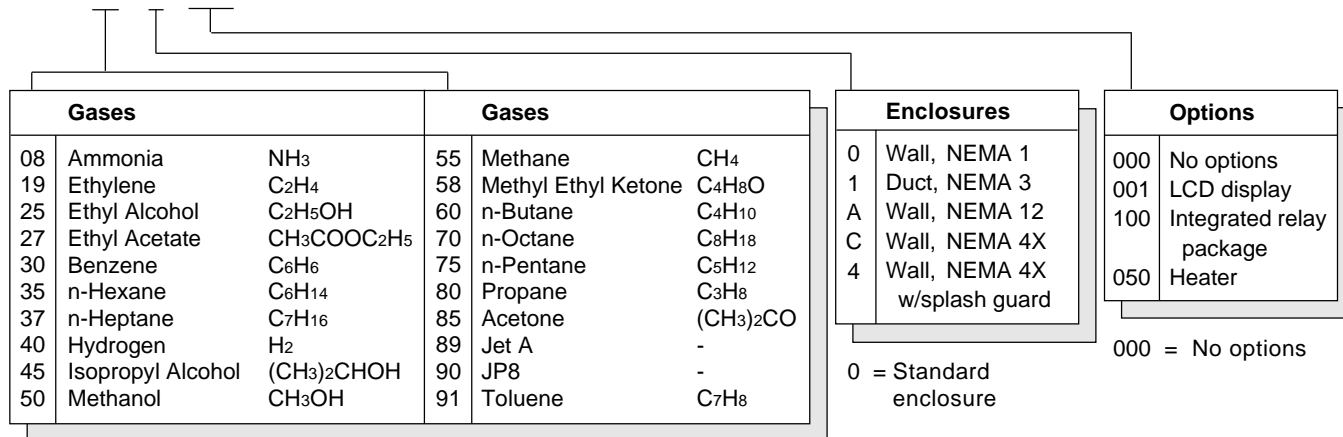 Gases Gases Enclosures Options
08 Ammonia NH3 55 Methane CH4 0 Wall, NEMA 1 000 No options
19 Ethylene C2H4 58 Methyl Ethyl Ketone C4H8O 1 Duct, NEMA 3 001 LCD display
25 Ethyl Alcohol C2H5OH 60 n-Butane C4H10 A Wall, NEMA 12 100 Integrated relay
27 Ethyl Acetate CH3COOC2H5 70 n-Octane C8H18 C Wall, NEMA 4X package
30 Benzene C6H6 75 n-Pentane C5H12 4 Wall, NEMA 4X 050 Heater
35 n-Hexane C6H14 80 Propane C3H8 w/splash guard
37 n-Heptane C7H16 85 Acetone (CH3)2CO
40 Hydrogen H2 89 Jet A - 000 = No options
45 Isopropyl Alcohol (CH3)2CHOH 90 JP8 - 0 = Standard
50 Methanol CH3OH 91 Toluene C7H8 enclosure